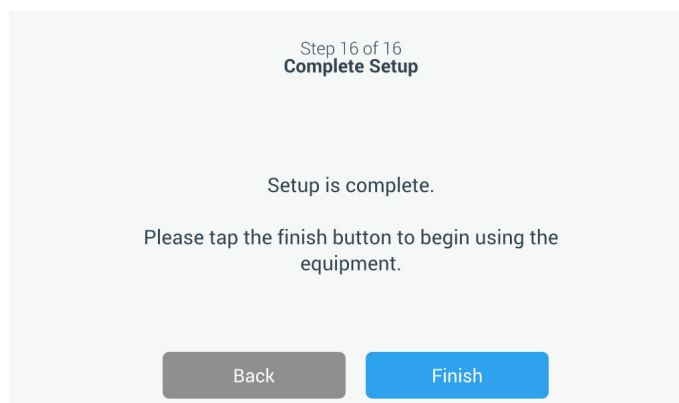 Step 16 of 16
Complete Setup
Setup is complete.
Please tap the finish button to begin using the
equipment.
Back
Finish